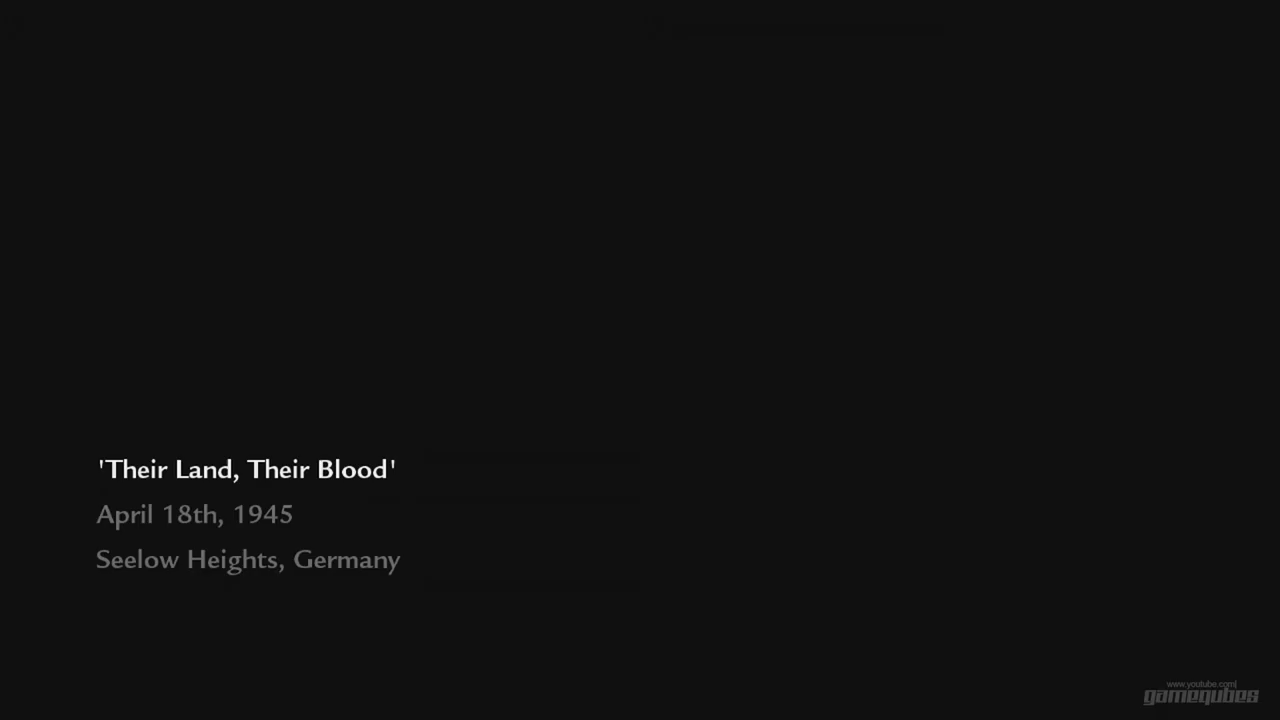 'Their Land, Their Blood'
April 18th, 1945
Seelow Heights, Germany
www.youtube.com/
gamequbes